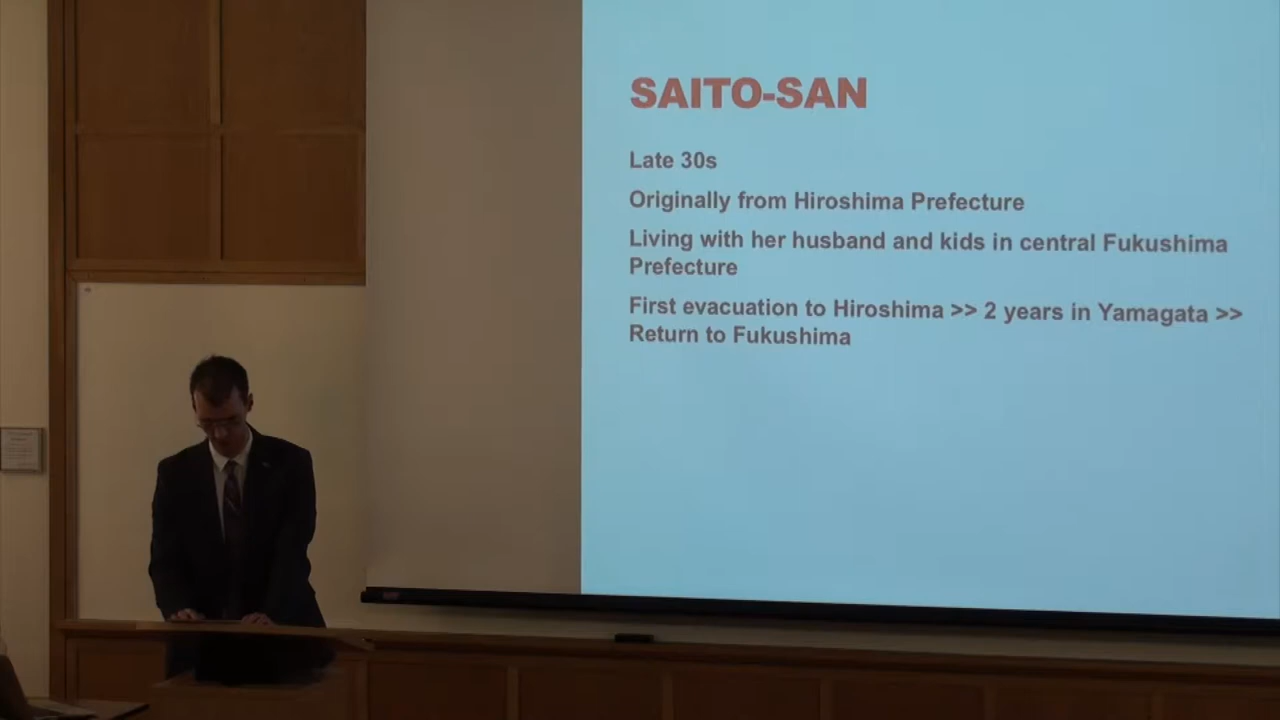 SAITO-SAN
Late 30s
Originally from Hiroshima Prefecture
Living with her husband and kids in central Fukushima
Prefecture
First evacuation to Hiroshima >> 2 years in Yamagata >>
Return to Fukushima